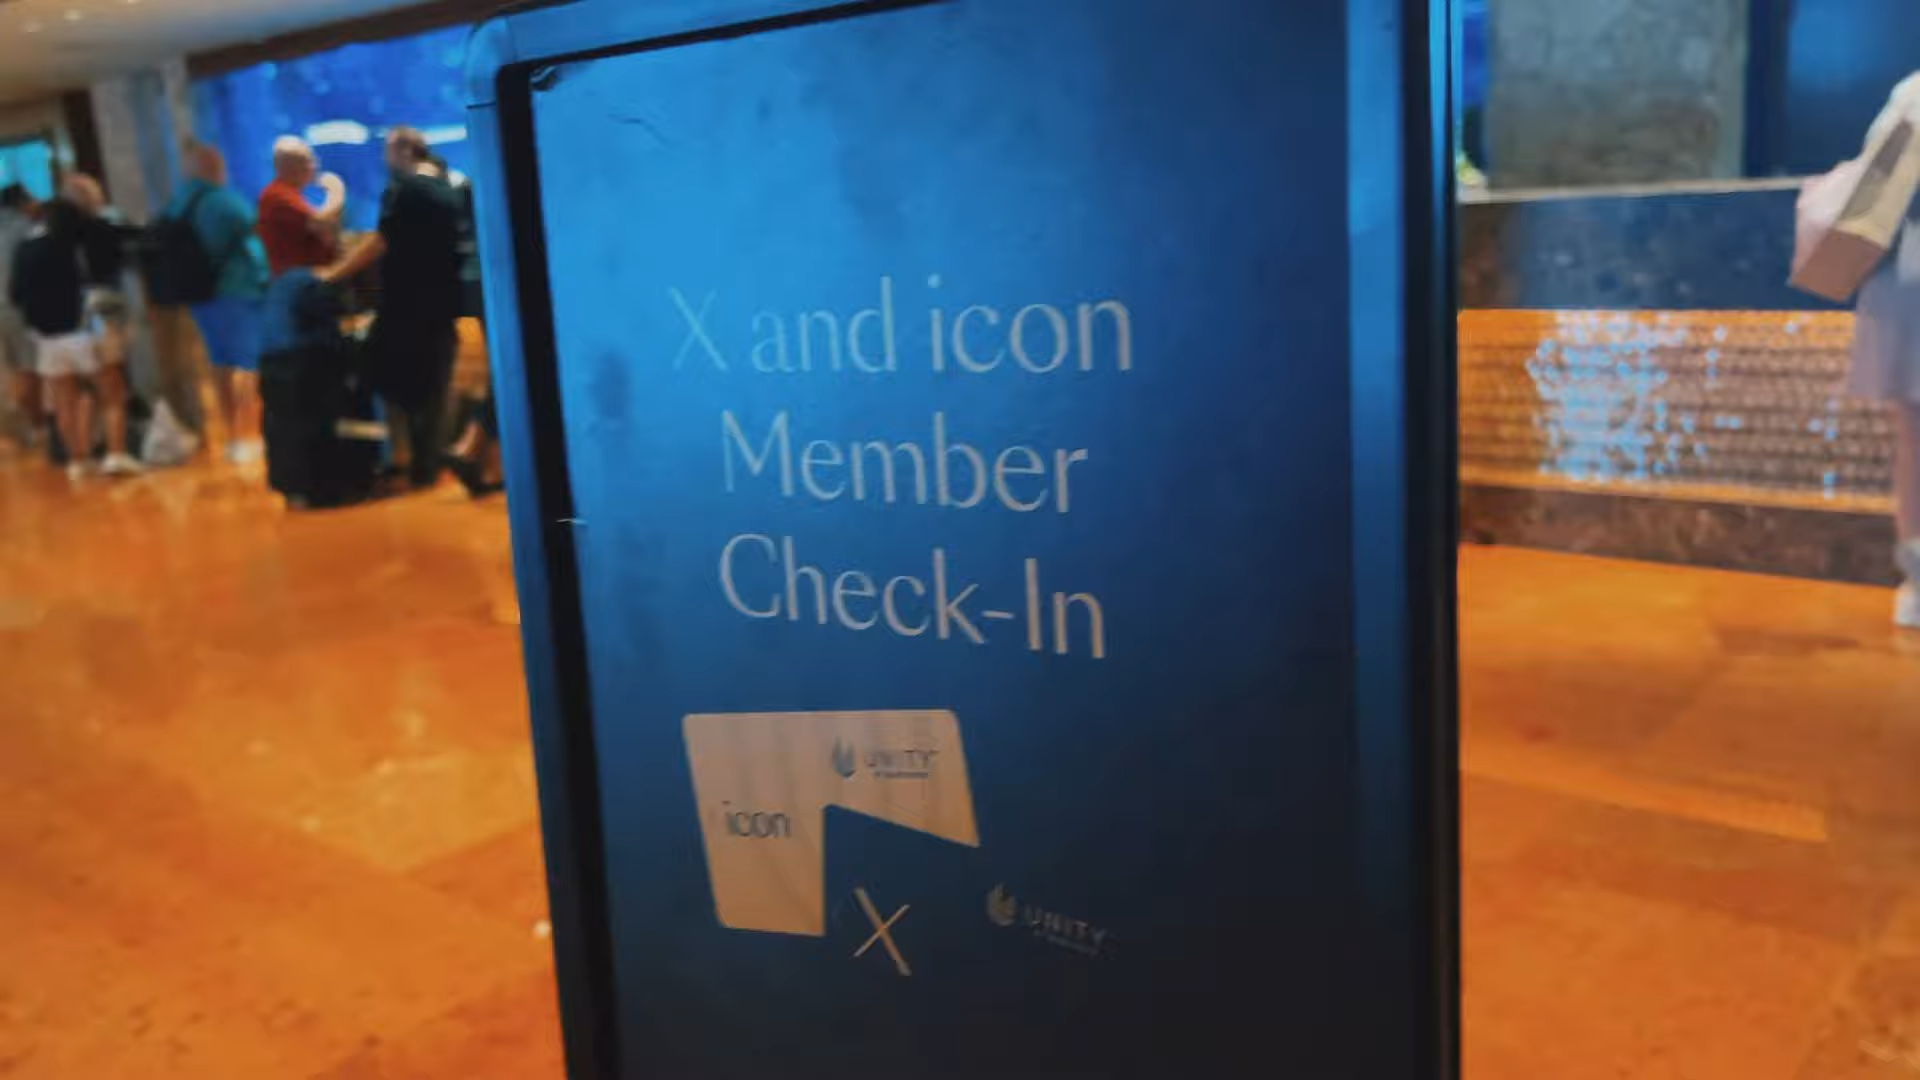 X and icon
Member
Check-In
UNITY
icon
X
UNITY